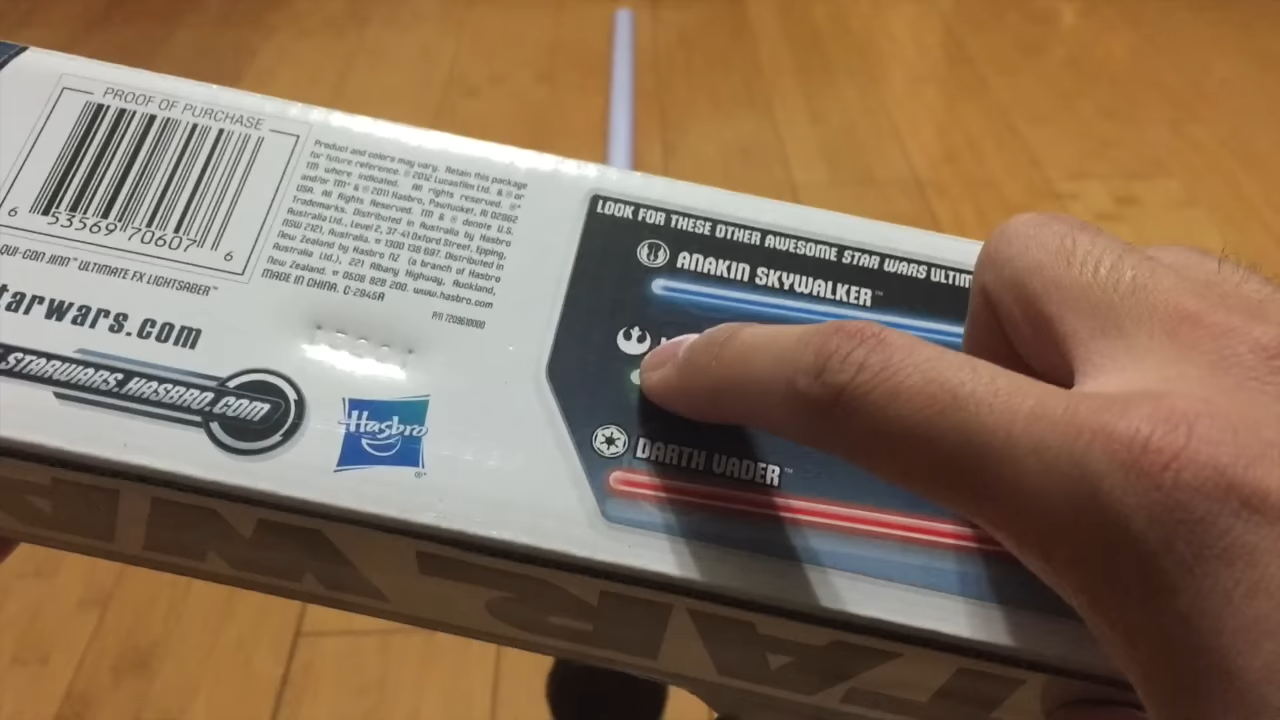 PROOF OF PURCHASE
6 53569 70607 6
QUI-GON JINN™ ULTIMATE FX LIGHTSABER™
tarwars.com
STARWARS.HASBRO.COM
Product and colors may vary. Retain this package
for future reference. © 2012 Lucasfilm Ltd. & ® or
TM where indicated. All rights reserved. ®*
and/or TM* & © 2011 Hasbro, Pawtucket, RI 02862
USA. All Rights Reserved. TM & ® denote U.S.
Trademarks. Distributed in Australia by Hasbro
Australia Ltd., Level 2, 37-41 Oxford Street, Epping,
NSW 2121, Australia. ☎ 1300 138 697. Distributed in
New Zealand by Hasbro NZ (a branch of Hasbro
Australia Ltd.), 221 Albany Highway, Auckland,
New Zealand. ☎ 0508 828 200. www.hasbro.com
MADE IN CHINA. C-2945A
P/N 7209610000
Hasbro
®*
LOOK FOR THESE OTHER AWESOME STAR WARS ULTIM
ANAKIN SKYWALKER™
DARTH VADER™
TAR W